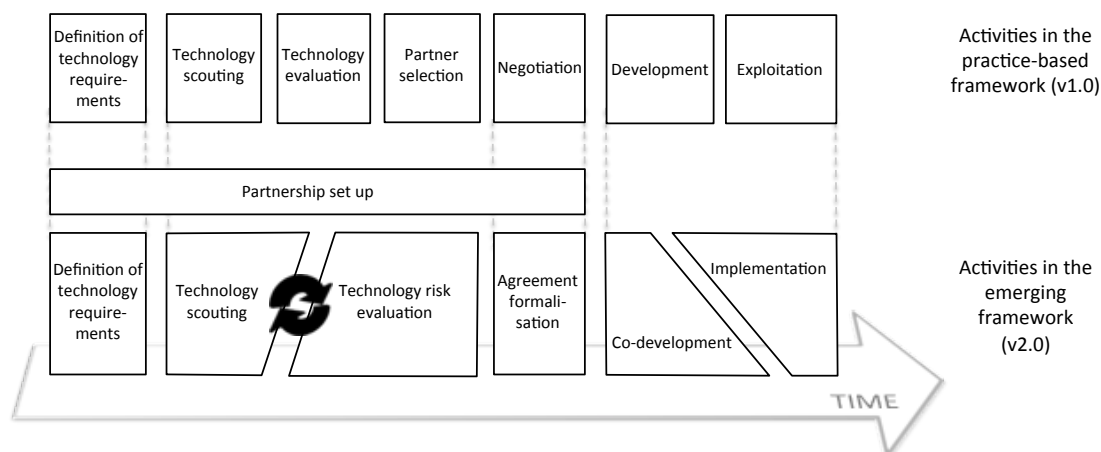 Definition of
technology
require-
ments
Technology
scouting
Technology
evaluation
Partner
selection
Negotiation
Development
Exploitation
Activities in the
practice-based
framework (v1.0)
Partnership set up
Definition of
technology
require-
ments
Technology
scouting
Technology risk
evaluation
Agreement
formali-
sation
Co-development
Implementation
Activities in the
emerging
framework
(v2.0)
TIME